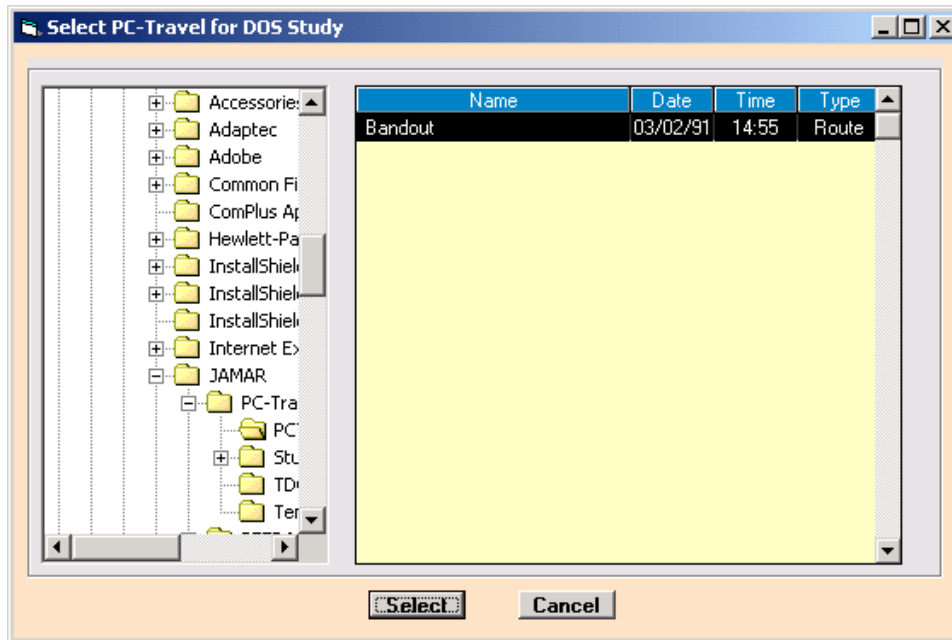 Select PC-Travel for DOS Study
Accessories
Adaptec
Adobe
Common Fi
ComPlus Ap
Hewlett-Pa
InstallShiel
InstallShiel
InstallShiel
Internet Ex
JAMAR
PC-Tra
PCT
Stu
TD
Ter
Name Date Time Type
Bandout 03/02/91 14:55 Route
Select Cancel